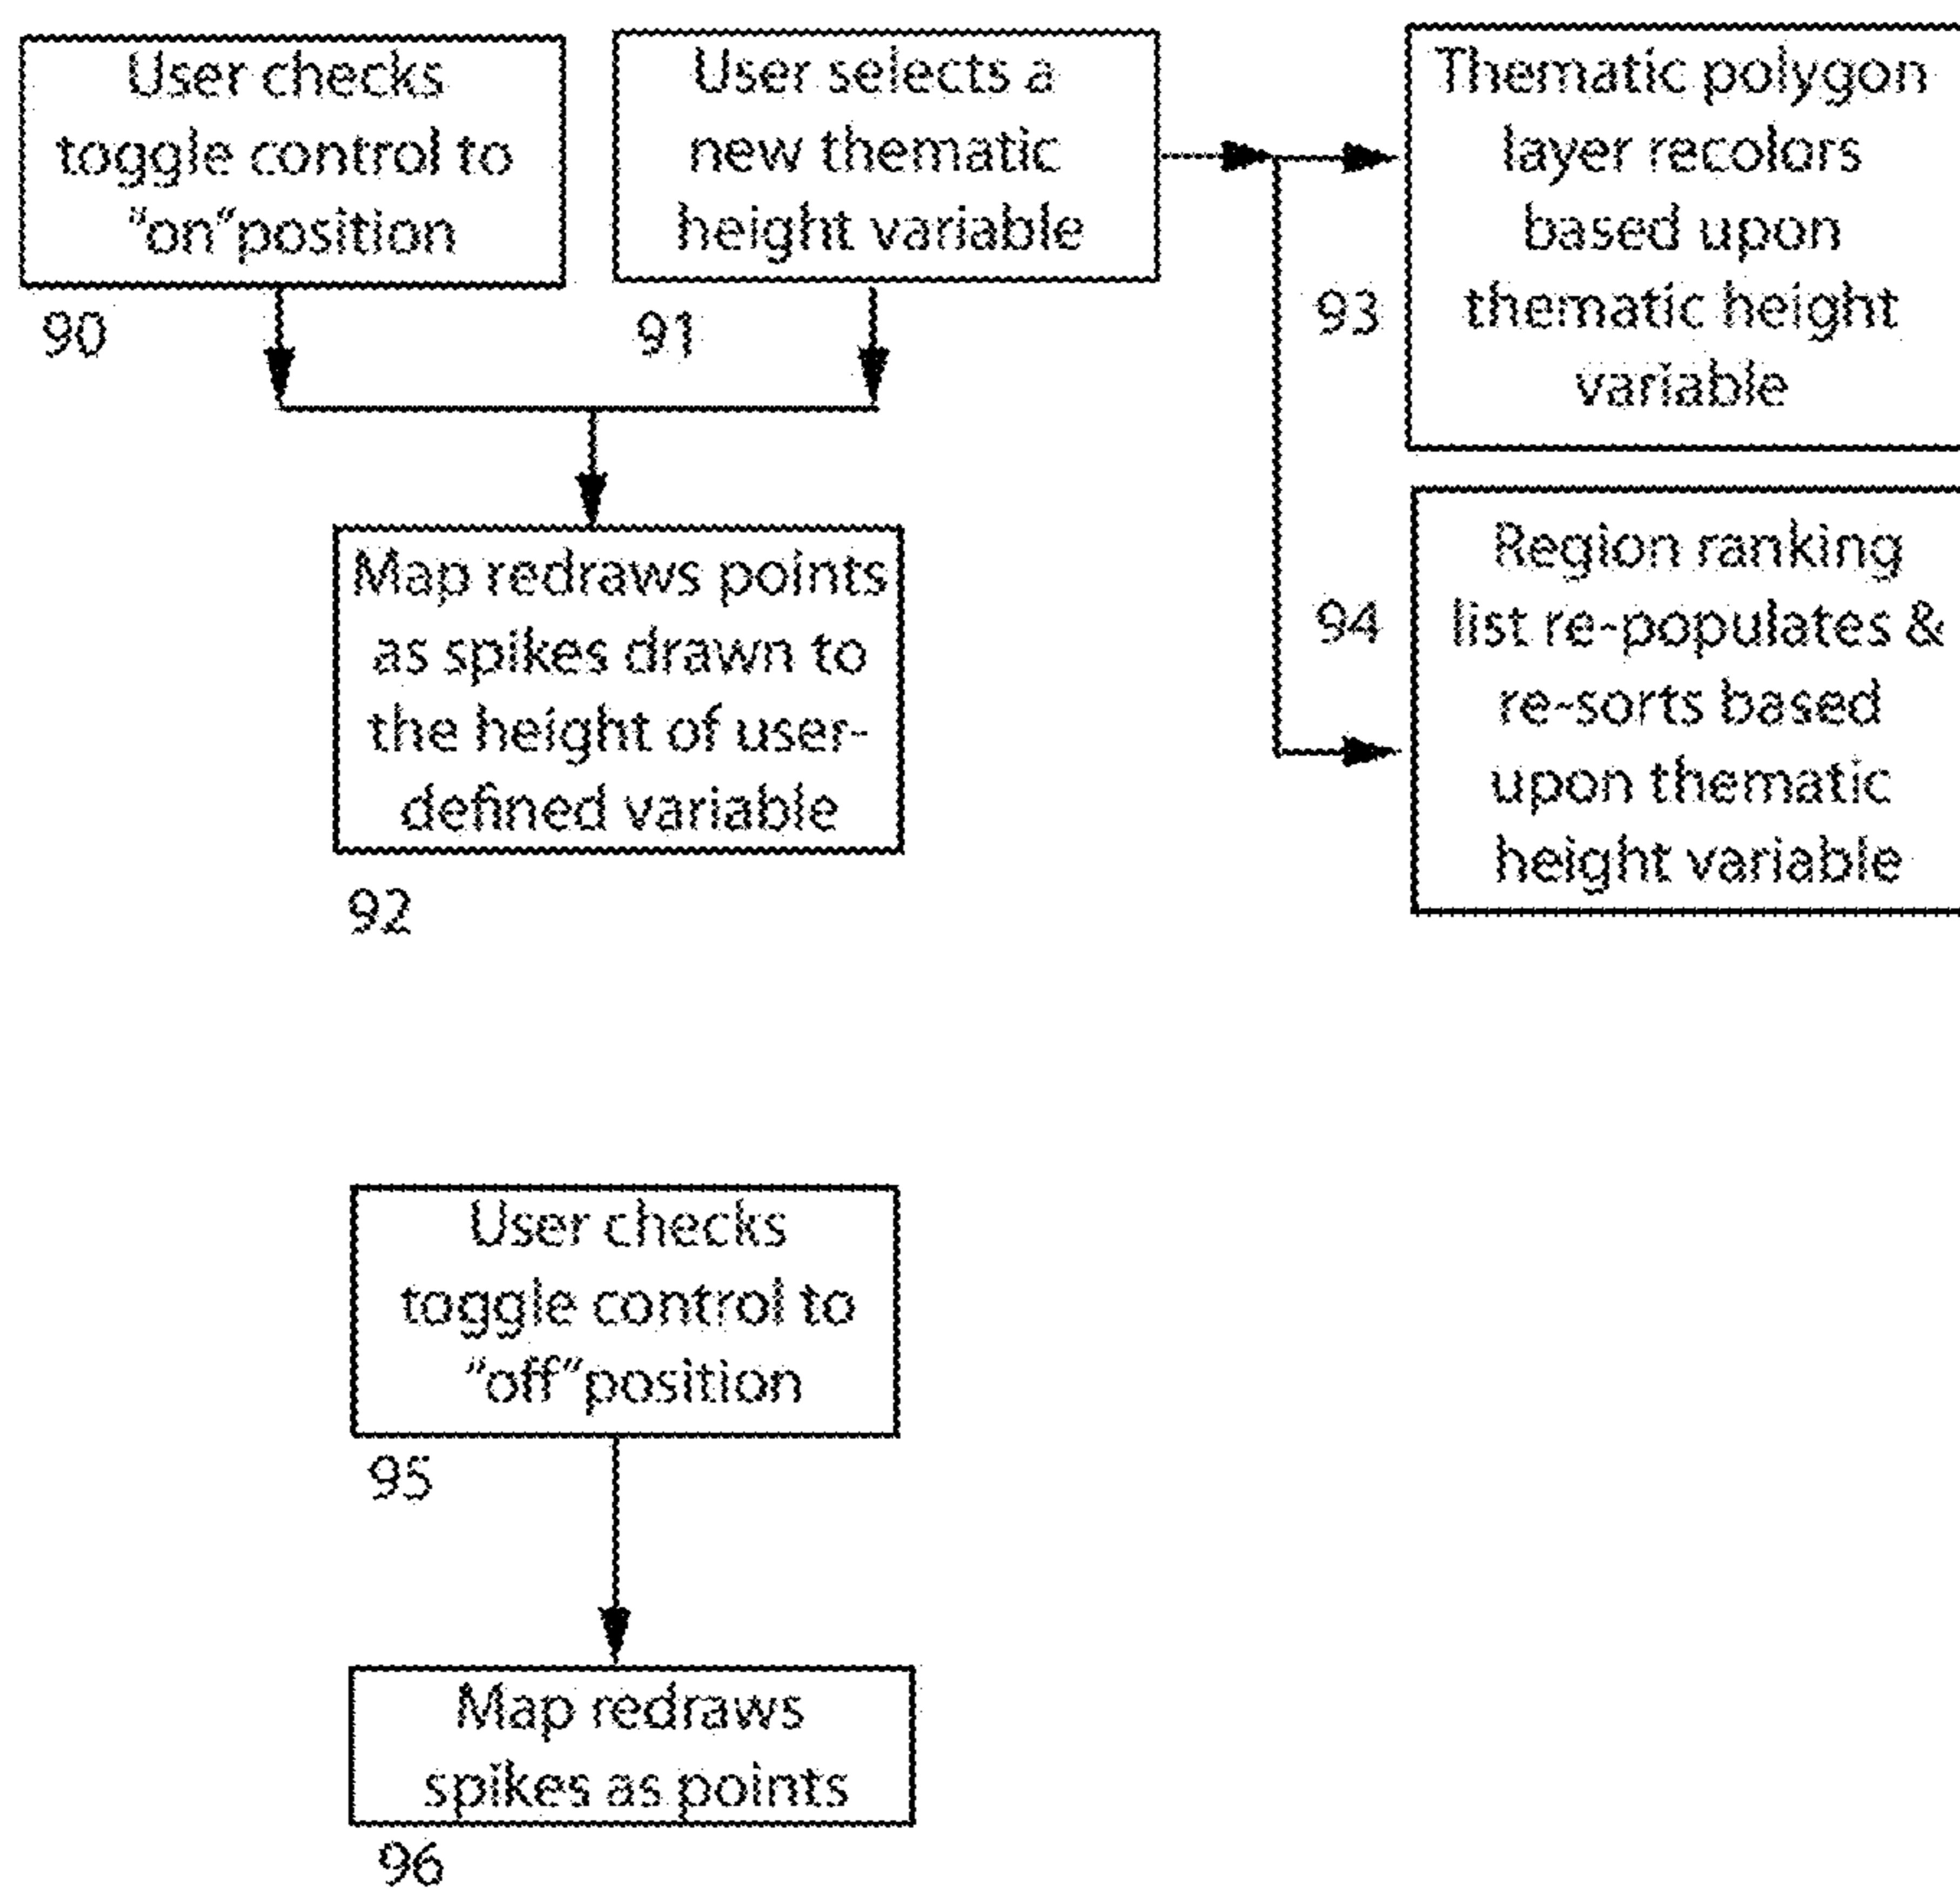 User checks
toggle control to
"on"position
90
User selects a
new thematic
height variable
91
Thematic polygon
layer recolors
based upon
thematic height
variable
93
Map redraws points
as spikes drawn to
the height of user-
defined variable
92
Region ranking
list re-populates &
re-sorts based
upon thematic
height variable
94
User checks
toggle control to
"off"position
95
Map redraws
spikes as points
96